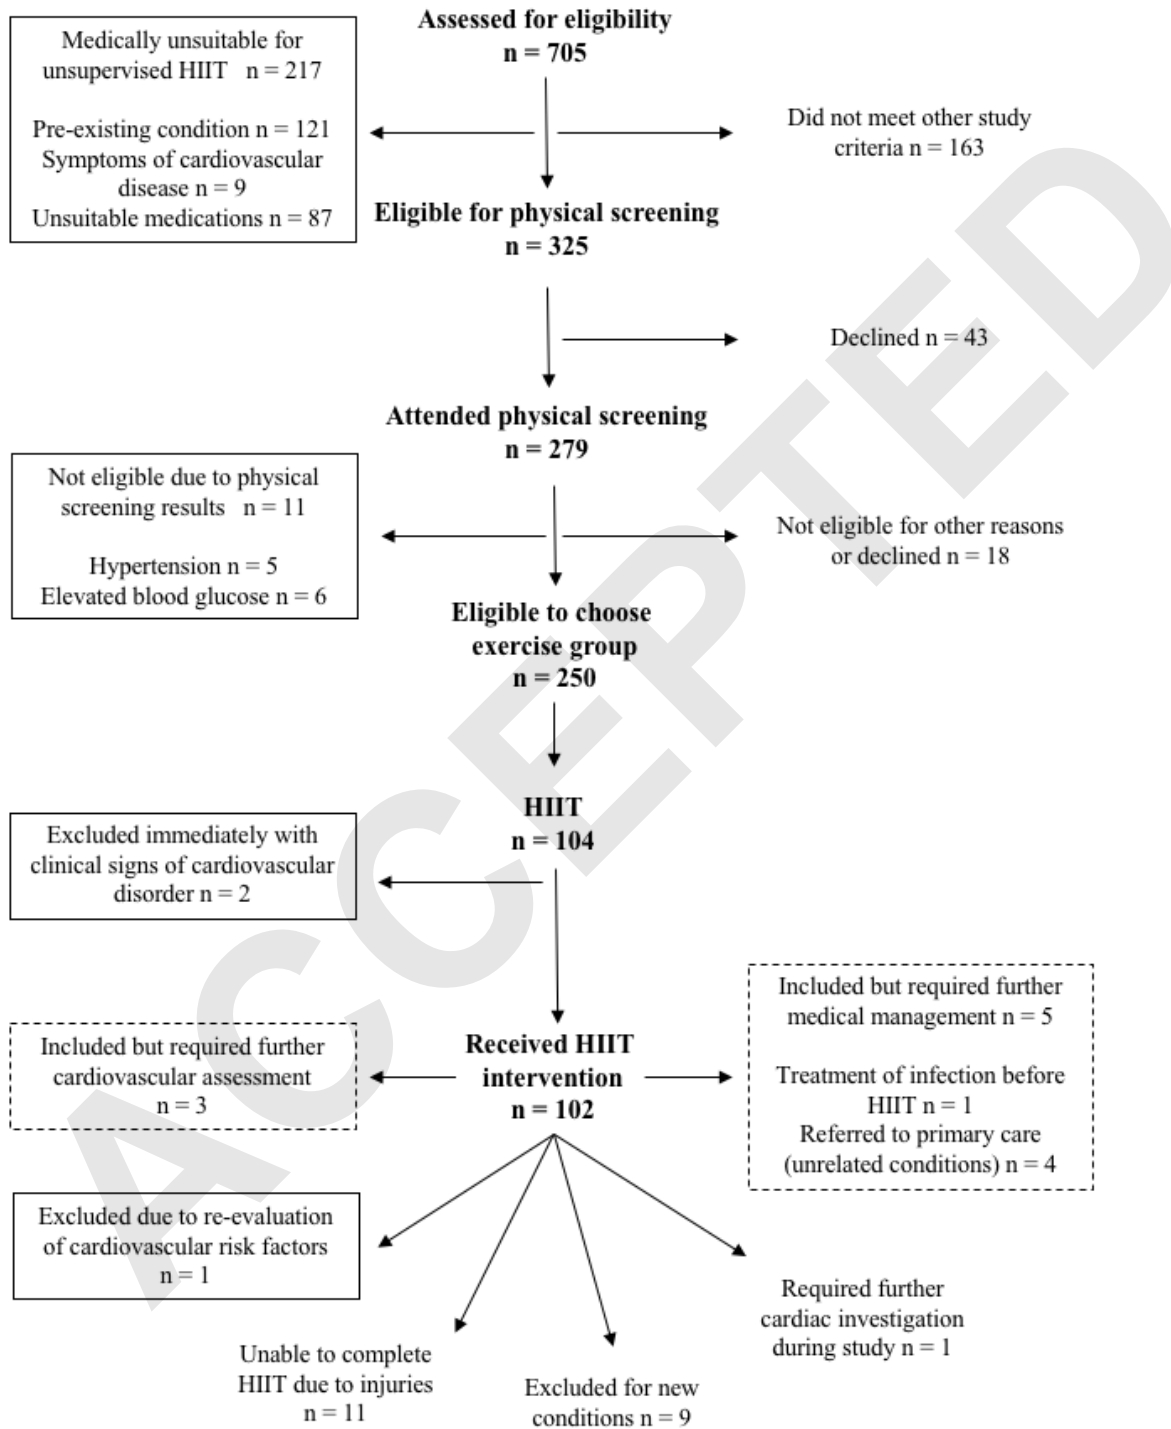 Assessed for eligibility
n = 705
Medically unsuitable for
unsupervised HIIT n = 217
Pre-existing condition n = 121
Symptoms of cardiovascular
disease n = 9
Unsuitable medications n = 87
Did not meet other study
criteria n = 163
Eligible for physical screening
n = 325
Declined n = 43
Attended physical screening
n = 279
Not eligible due to physical
screening results n = 11
Hypertension n = 5
Elevated blood glucose n = 6
Not eligible for other reasons
or declined n = 18
Eligible to choose
exercise group
n = 250
HIIT
n = 104
Excluded immediately with
clinical signs of cardiovascular
disorder n = 2
Received HIIT
intervention
n = 102
Included but required further
cardiovascular assessment
n = 3
Included but required further
medical management n = 5
Treatment of infection before
HIIT n = 1
Referred to primary care
(unrelated conditions) n = 4
Excluded due to re-evaluation
of cardiovascular risk factors
n = 1
Unable to complete
HIIT due to injuries
n = 11
Excluded for new
conditions n = 9
Required further
cardiac investigation
during study n = 1
ACCEPTED